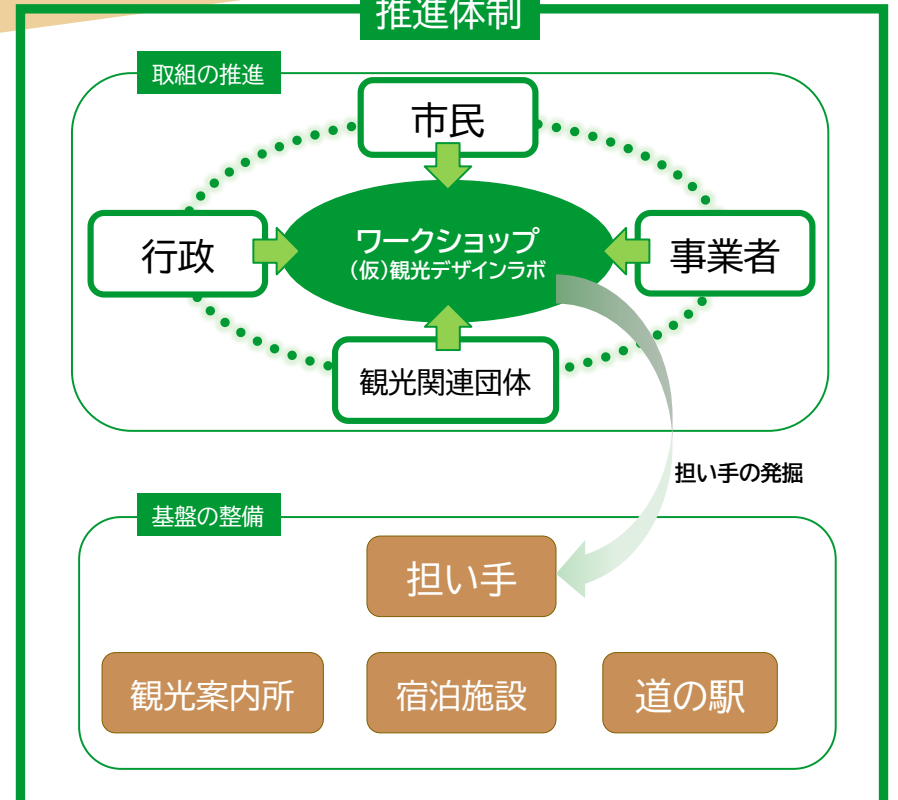 推進体制
取組の推進
市民
行政
ワークショップ
(仮)観光デザインラボ
事業者
観光関連団体
担い手の発掘
基盤の整備
担い手
観光案内所
宿泊施設
道の駅